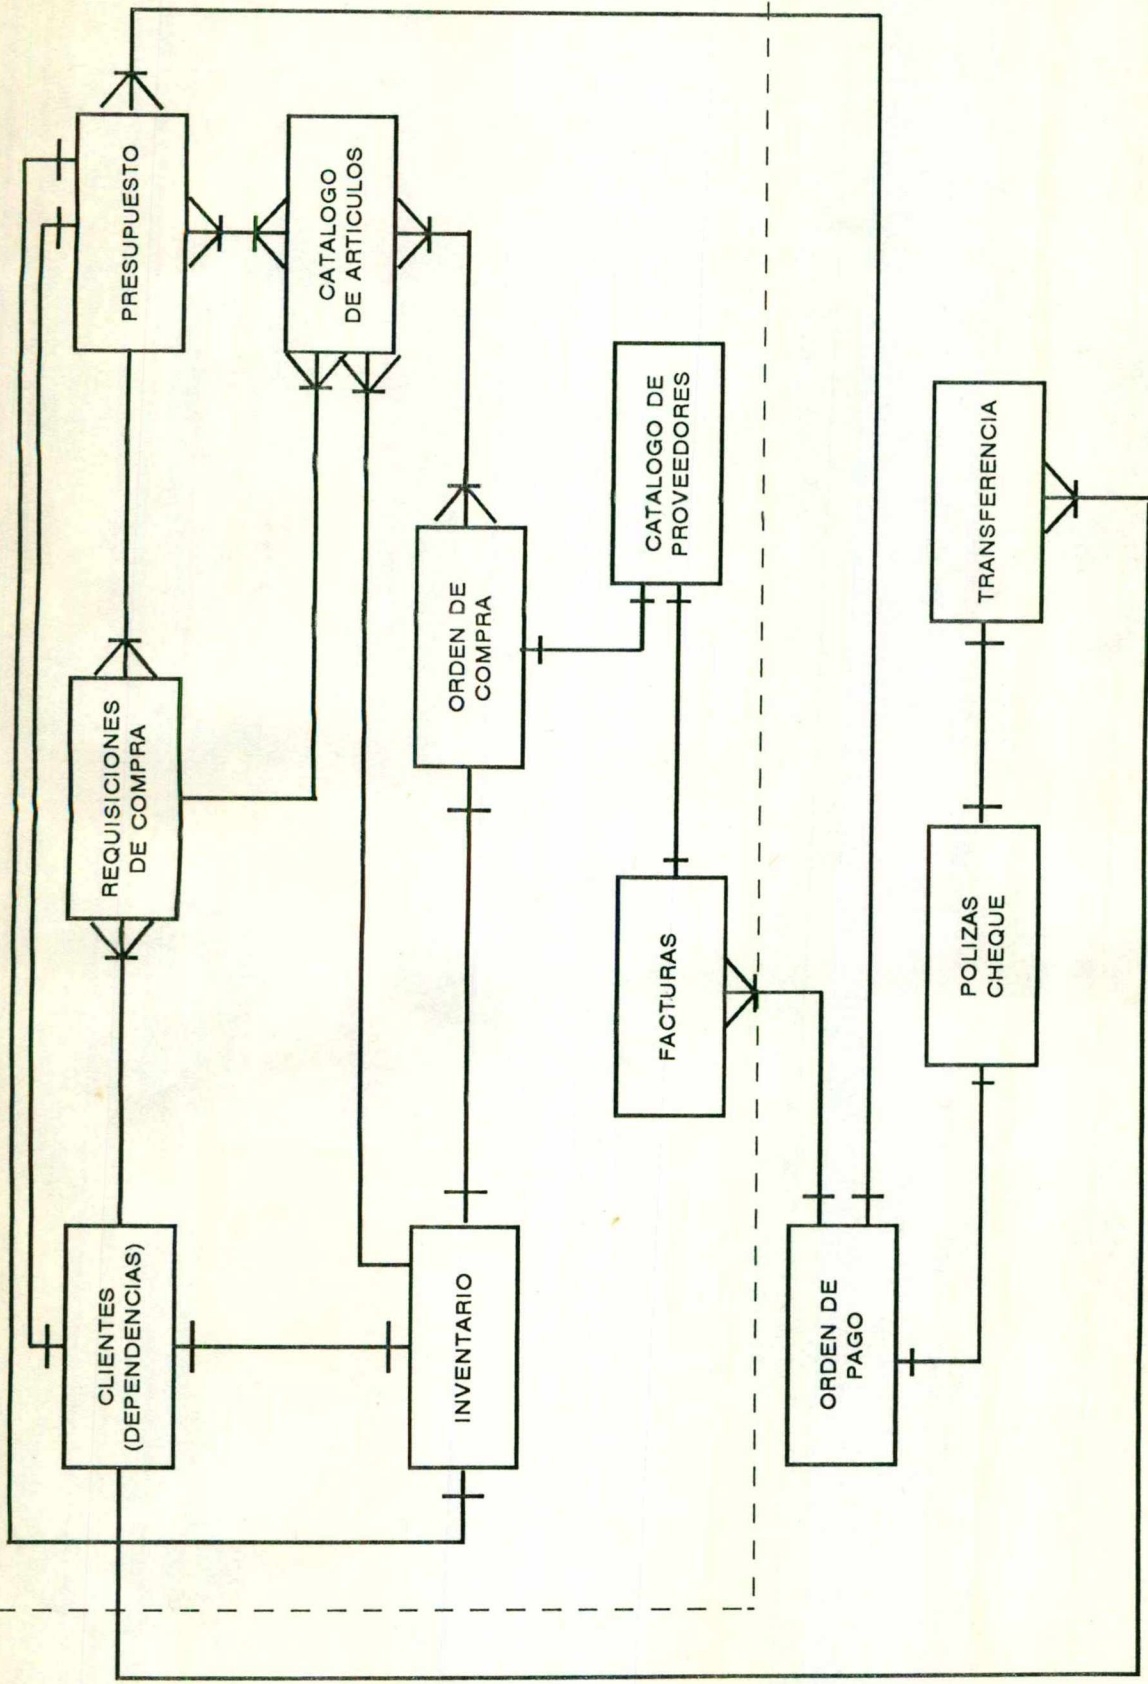 CLIENTES
(DEPENDENCIAS)
REQUISICIONES
DE COMPRA
PRESUPUESTO
CATALOGO
DE ARTICULOS
INVENTARIO
ORDEN DE
COMPRA
FACTURAS
CATALOGO DE
PROVEEDORES
ORDEN DE
PAGO
POLIZAS
CHEQUE
TRANSFERENCIA